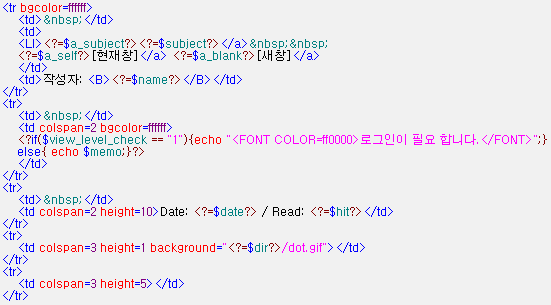 <tr bgcolor=ffffff>
<td>&nbsp;</td>
<td>
<LI><?=$a_subject?><?=$subject?></a>&nbsp;&nbsp;
<?=$a_self?>[현재창]</a> <?=$a_blank?>[새창]</a>
</td>
<td>작성자: <B><?=$name?></B></td>
</tr>
<tr>
<td>&nbsp;</td>
<td colspan=2 bgcolor=ffffff>
<?if($view_level_check == "1"){echo "<FONT COLOR=ff0000>로그인이 필요 합니다.</FONT>";}
else{ echo $memo;}?>
</td>
</tr>
<tr>
<td>&nbsp;</td>
<td colspan=2 height=10>Date: <?=$date?> / Read: <?=$hit?></td>
</tr>
<tr>
<td colspan=3 height=1 background="<?=$dir?>/dot.gif"></td>
</tr>
<tr>
<td colspan=3 height=5></td>
</tr>